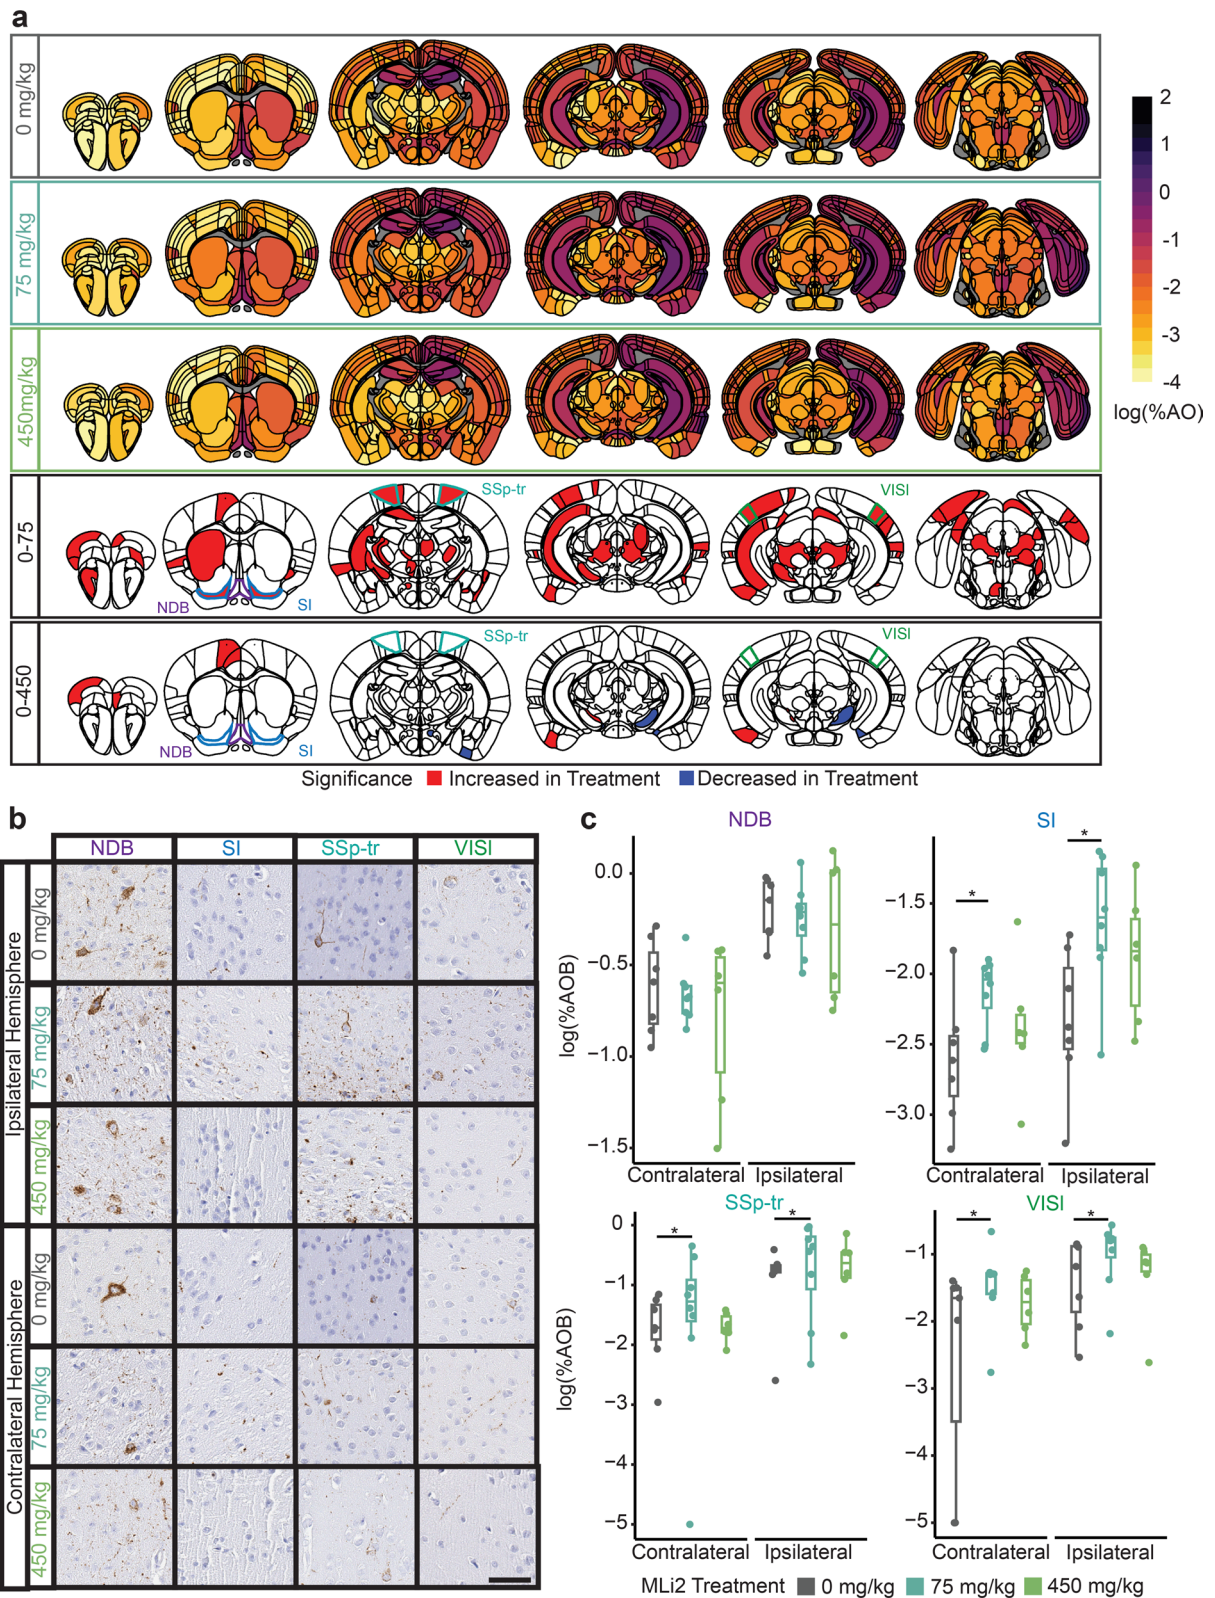 a
0 mg/kg
75 mg/kg
450mg/kg
0-75
0-450
2
1
0
-1
-2
-3
-4
log(%AO)
SSp-tr
VISI
NDB
SI
SSp-tr
VISI
NDB
SI
Significance Increased in Treatment Decreased in Treatment
b
NDB SI SSp-tr VISI
Ipsilateral Hemisphere
0 mg/kg
75 mg/kg
450 mg/kg
Contralateral Hemisphere
0 mg/kg
75 mg/kg
450 mg/kg
c
NDB
log(%AOB)
0.0
−0.5
−1.0
−1.5
Contralateral Ipsilateral
SI
* *
−1.5
−2.0
−2.5
−3.0
Contralateral Ipsilateral
SSp-tr
log(%AOB)
* *
0
−1
−2
−3
−4
−5
Contralateral Ipsilateral
VISI
* *
−1
−2
−3
−4
−5
Contralateral Ipsilateral
MLi2 Treatment 0 mg/kg 75 mg/kg 450 mg/kg